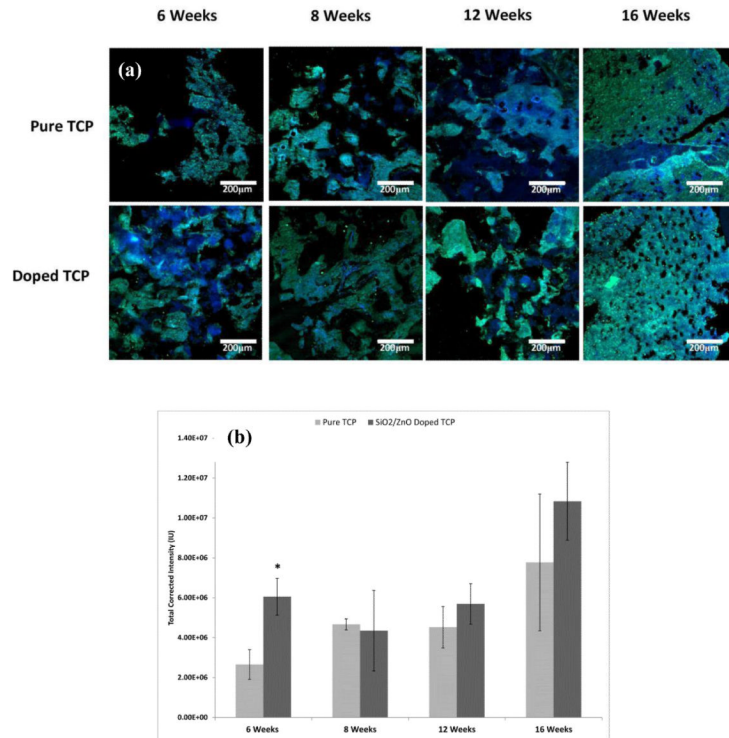 6 Weeks 8 Weeks 12 Weeks 16 Weeks
(a)
Pure TCP
200μm 200μm 200μm 200μm
Doped TCP
200μm 200μm 200μm 200μm
(b)
Pure TCP SiO2/ZnO Doped TCP
1.40E+07
1.20E+07
1.00E+07
8.00E+06
6.00E+06
4.00E+06
2.00E+06
0.00E+00
Total Corrected Intensity (IU)
*
6 Weeks 8 Weeks 12 Weeks 16 Weeks